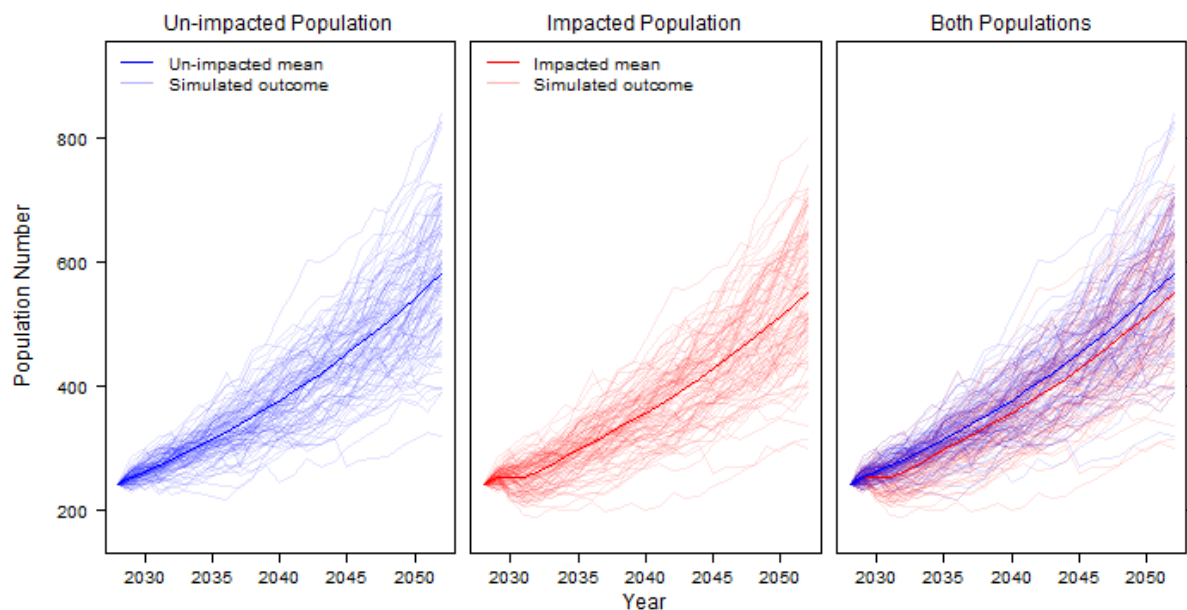 Un-impacted Population
Impacted Population
Both Populations
Un-impacted mean
Simulated outcome
Impacted mean
Simulated outcome
Population Number
800
600
400
200
2030 2035 2040 2045 2050
2030 2035 2040 2045 2050
2030 2035 2040 2045 2050
Year